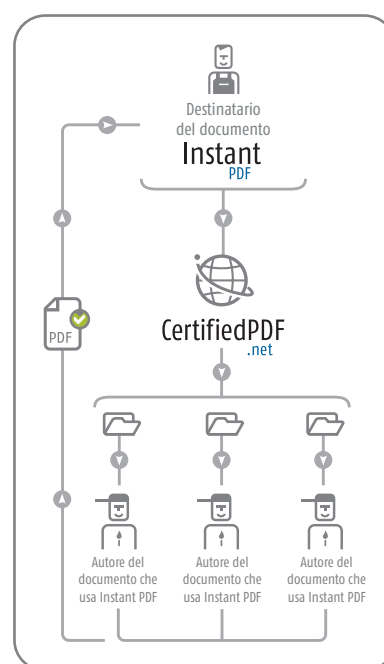 Destinatario
del documento
Instant
PDF
CertifiedPDF
.net
PDF
Autore del
documento che
usa Instant PDF
Autore del
documento che
usa Instant PDF
Autore del
documento che
usa Instant PDF